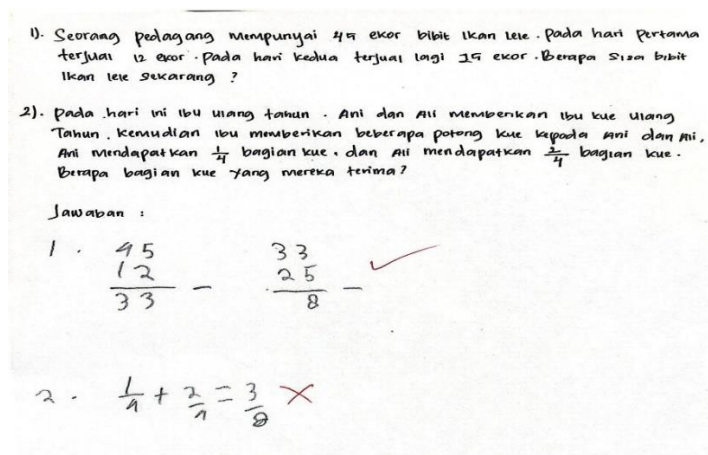 1). Seorang pedagang mempunyai 45 ekor bibit ikan lele. Pada hari pertama
terjual 12 ekor. Pada hari kedua terjual lagi 25 ekor. Berapa sisa bibit
ikan lele sekarang ?
2). Pada hari ini ibu ulang tahun. Ani dan Ali memberikan ibu kue ulang
Tahun. Kemudian ibu memberikan beberapa potong kue kepada Ani dan Ali.
Ani mendapatkan 1/4 bagian kue. dan Ali mendapatkan 2/4 bagian kue.
Berapa bagian kue yang mereka terima?
Jawaban :
1. 45 33
12 25
33 - 8 -
2. 1/4 + 2/4 = 3/8